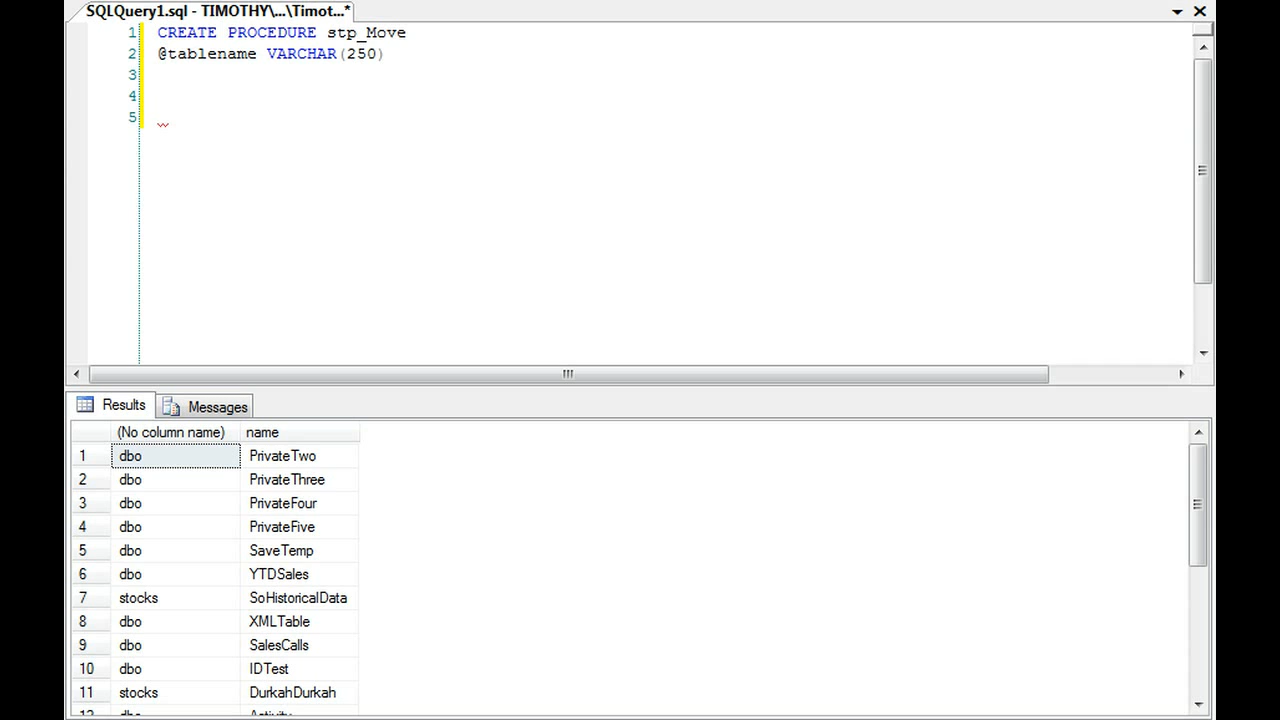 SQLQuery1.sql - TIMOTHY\...\Timot...*
1 CREATE PROCEDURE stp_Move
2 @tablename VARCHAR(250)
3
4
5
Results Messages
(No column name) name
1 dbo PrivateTwo
2 dbo PrivateThree
3 dbo PrivateFour
4 dbo PrivateFive
5 dbo SaveTemp
6 dbo YTDSales
7 stocks SoHistoricalData
8 dbo XMLTable
9 dbo SalesCalls
10 dbo IDTest
11 stocks DurkahDurkah